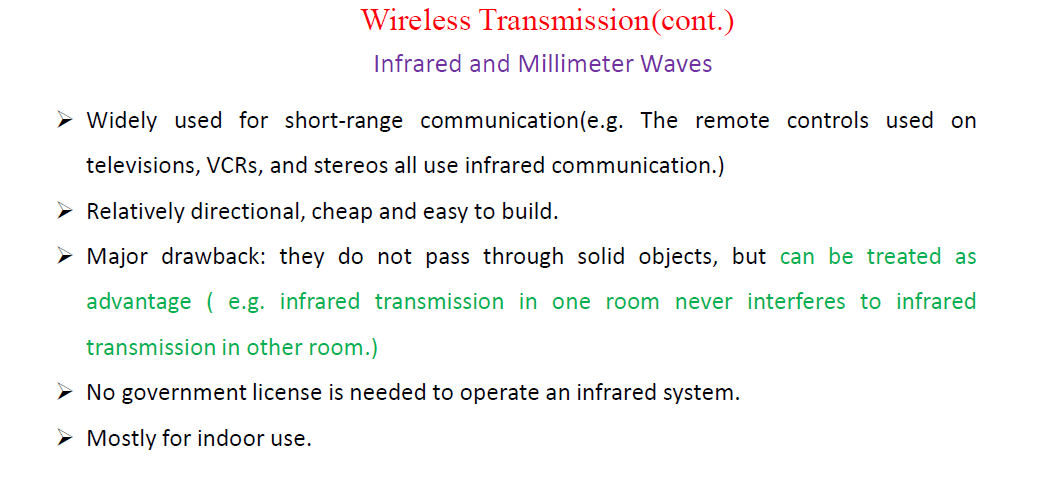 Wireless Transmission(cont.)
Infrared and Millimeter Waves
➢ Widely used for short-range communication(e.g. The remote controls used on
televisions, VCRs, and stereos all use infrared communication.)
➢ Relatively directional, cheap and easy to build.
➢ Major drawback: they do not pass through solid objects, but can be treated as
advantage ( e.g. infrared transmission in one room never interferes to infrared
transmission in other room.)
➢ No government license is needed to operate an infrared system.
➢ Mostly for indoor use.